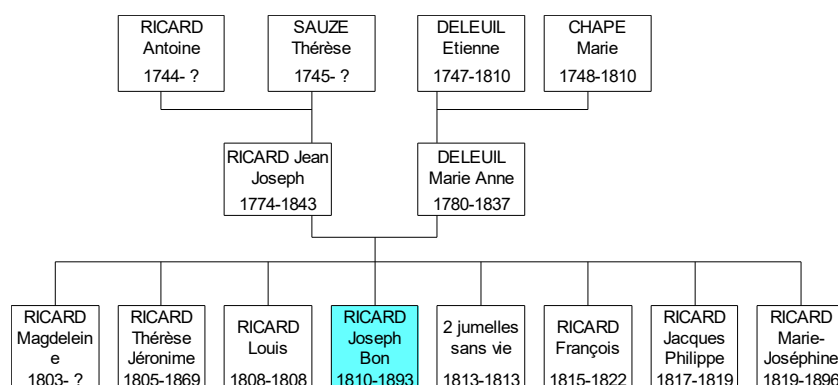 RICARD
Antoine
1744- ?
SAUZE
Thérèse
1745- ?
DELEUIL
Etienne
1747-1810
CHAPE
Marie
1748-1810
RICARD Jean
Joseph
1774-1843
DELEUIL
Marie Anne
1780-1837
RICARD
Magdelein
e
1803- ?
RICARD
Thérèse
Jéronime
1805-1869
RICARD
Louis
1808-1808
RICARD
Joseph
Bon
1810-1893
2 jumelles
sans vie
1813-1813
RICARD
François
1815-1822
RICARD
Jacques
Philippe
1817-1819
RICARD
Marie-
Joséphine
1819-1896